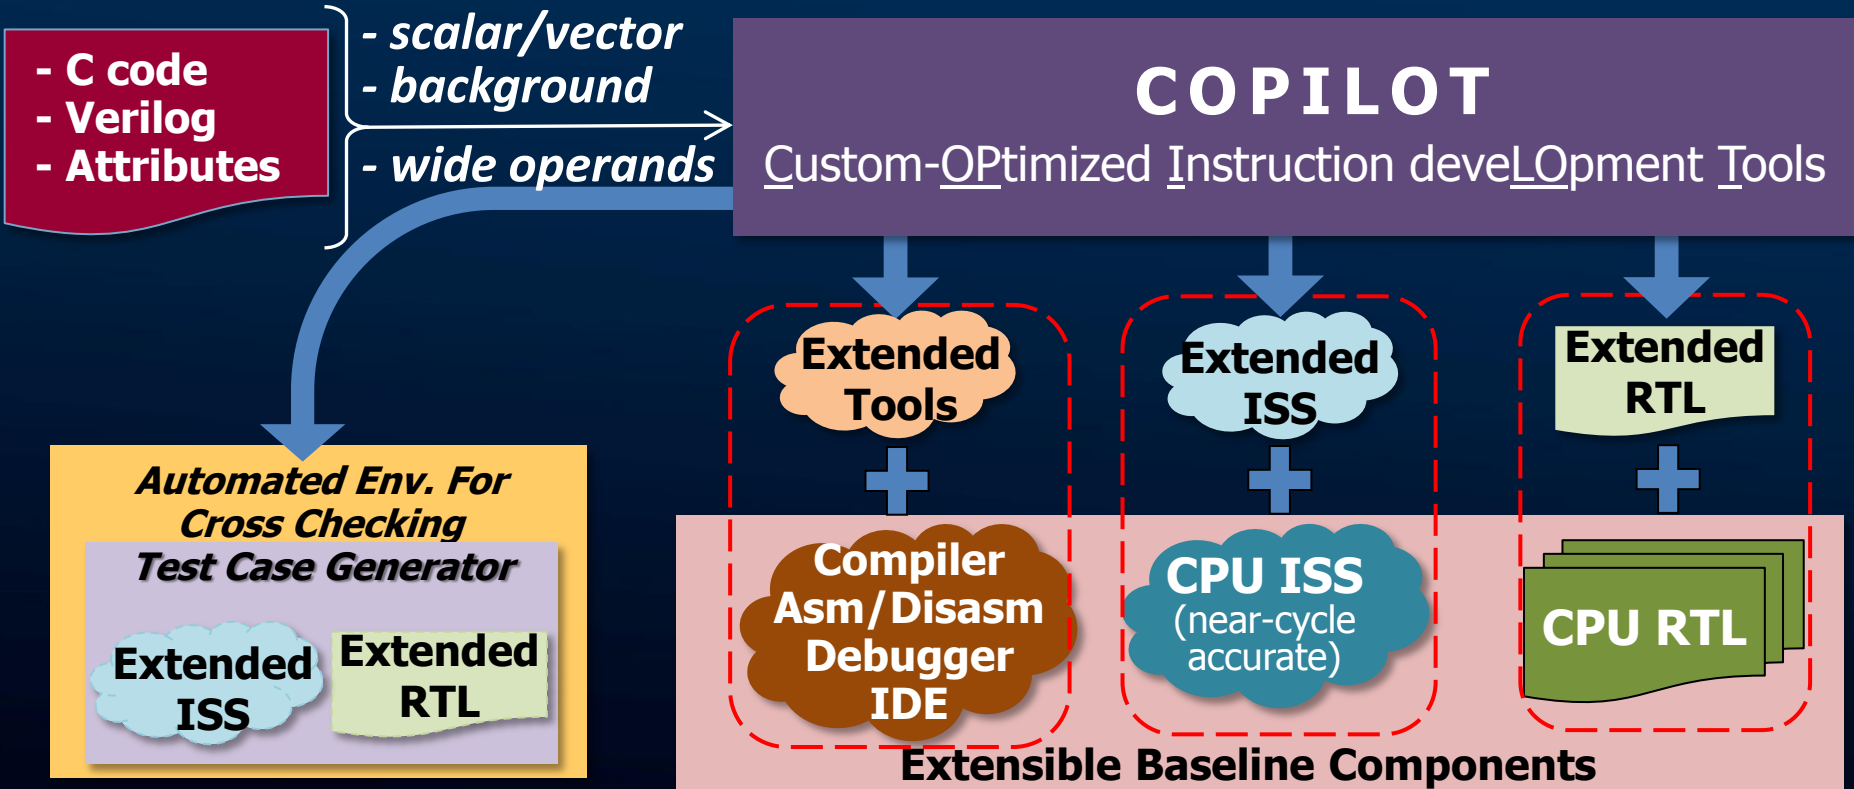 - C code
- Verilog
- Attributes
- scalar/vector
- background
- wide operands
COPILOT
Custom-OPtimized Instruction deveLOpment Tools
Extended
Tools
Extended
ISS
Extended
RTL
Automated Env. For
Cross Checking
Test Case Generator
Extended
ISS
Extended
RTL
Compiler
Asm/Disasm
Debugger
IDE
CPU ISS
(near-cycle
accurate)
CPU RTL
Extensible Baseline Components